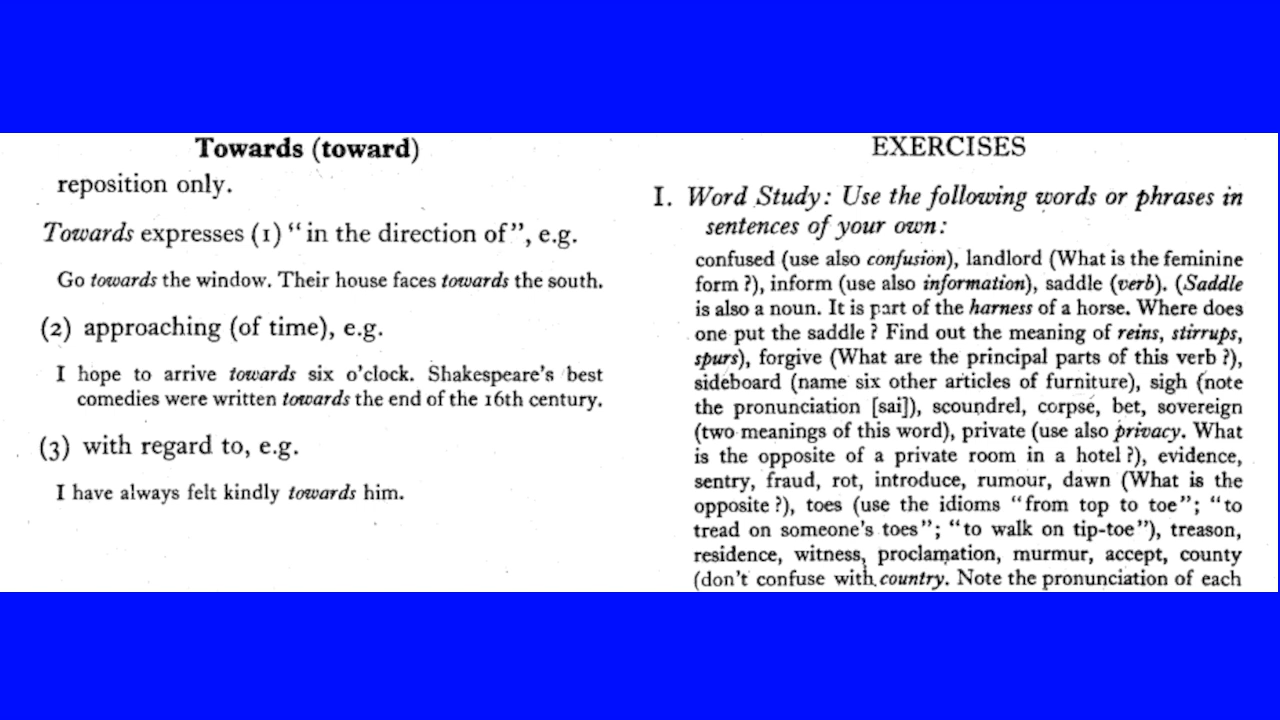 Towards (toward)
reposition only.
Towards expresses (1) “in the direction of”, e.g.
Go towards the window. Their house faces towards the south.
(2) approaching (of time), e.g.
I hope to arrive towards six o’clock. Shakespeare’s best
comedies were written towards the end of the 16th century.
(3) with regard to, e.g.
I have always felt kindly towards him.
EXERCISES
I. Word Study: Use the following words or phrases in
sentences of your own:
confused (use also confusion), landlord (What is the feminine
form ?), inform (use also information), saddle (verb). (Saddle
is also a noun. It is part of the harness of a horse. Where does
one put the saddle ? Find out the meaning of reins, stirrups,
spurs), forgive (What are the principal parts of this verb ?),
sideboard (name six other articles of furniture), sigh (note
the pronunciation [sai]), scoundrel, corpse, bet, sovereign
(two meanings of this word), private (use also privacy. What
is the opposite of a private room in a hotel ?), evidence,
sentry, fraud, rot, introduce, rumour, dawn (What is the
opposite ?), toes (use the idioms “from top to toe”; “to
tread on someone’s toes”; “to walk on tip-toe”), treason,
residence, witness, proclamation, murmur, accept, county
(don’t confuse with country. Note the pronunciation of each